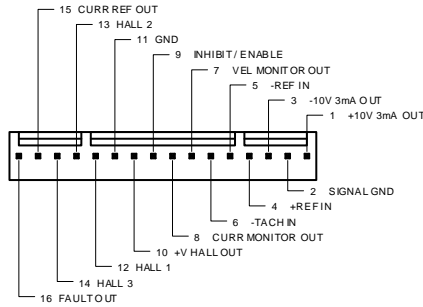 15 CURR REF OUT
13 HALL 2
11 GND
9 INHIBIT / ENABLE
7 VEL MONITOR OUT
5 -REF IN
3 -10V 3mA OUT
1 +10V 3mA OUT
2 SIGNAL GND
4 +REF IN
6 -TACH IN
8 CURR MONITOR OUT
10 +V HALL OUT
12 HALL 1
14 HALL 3
16 FAULT OUT